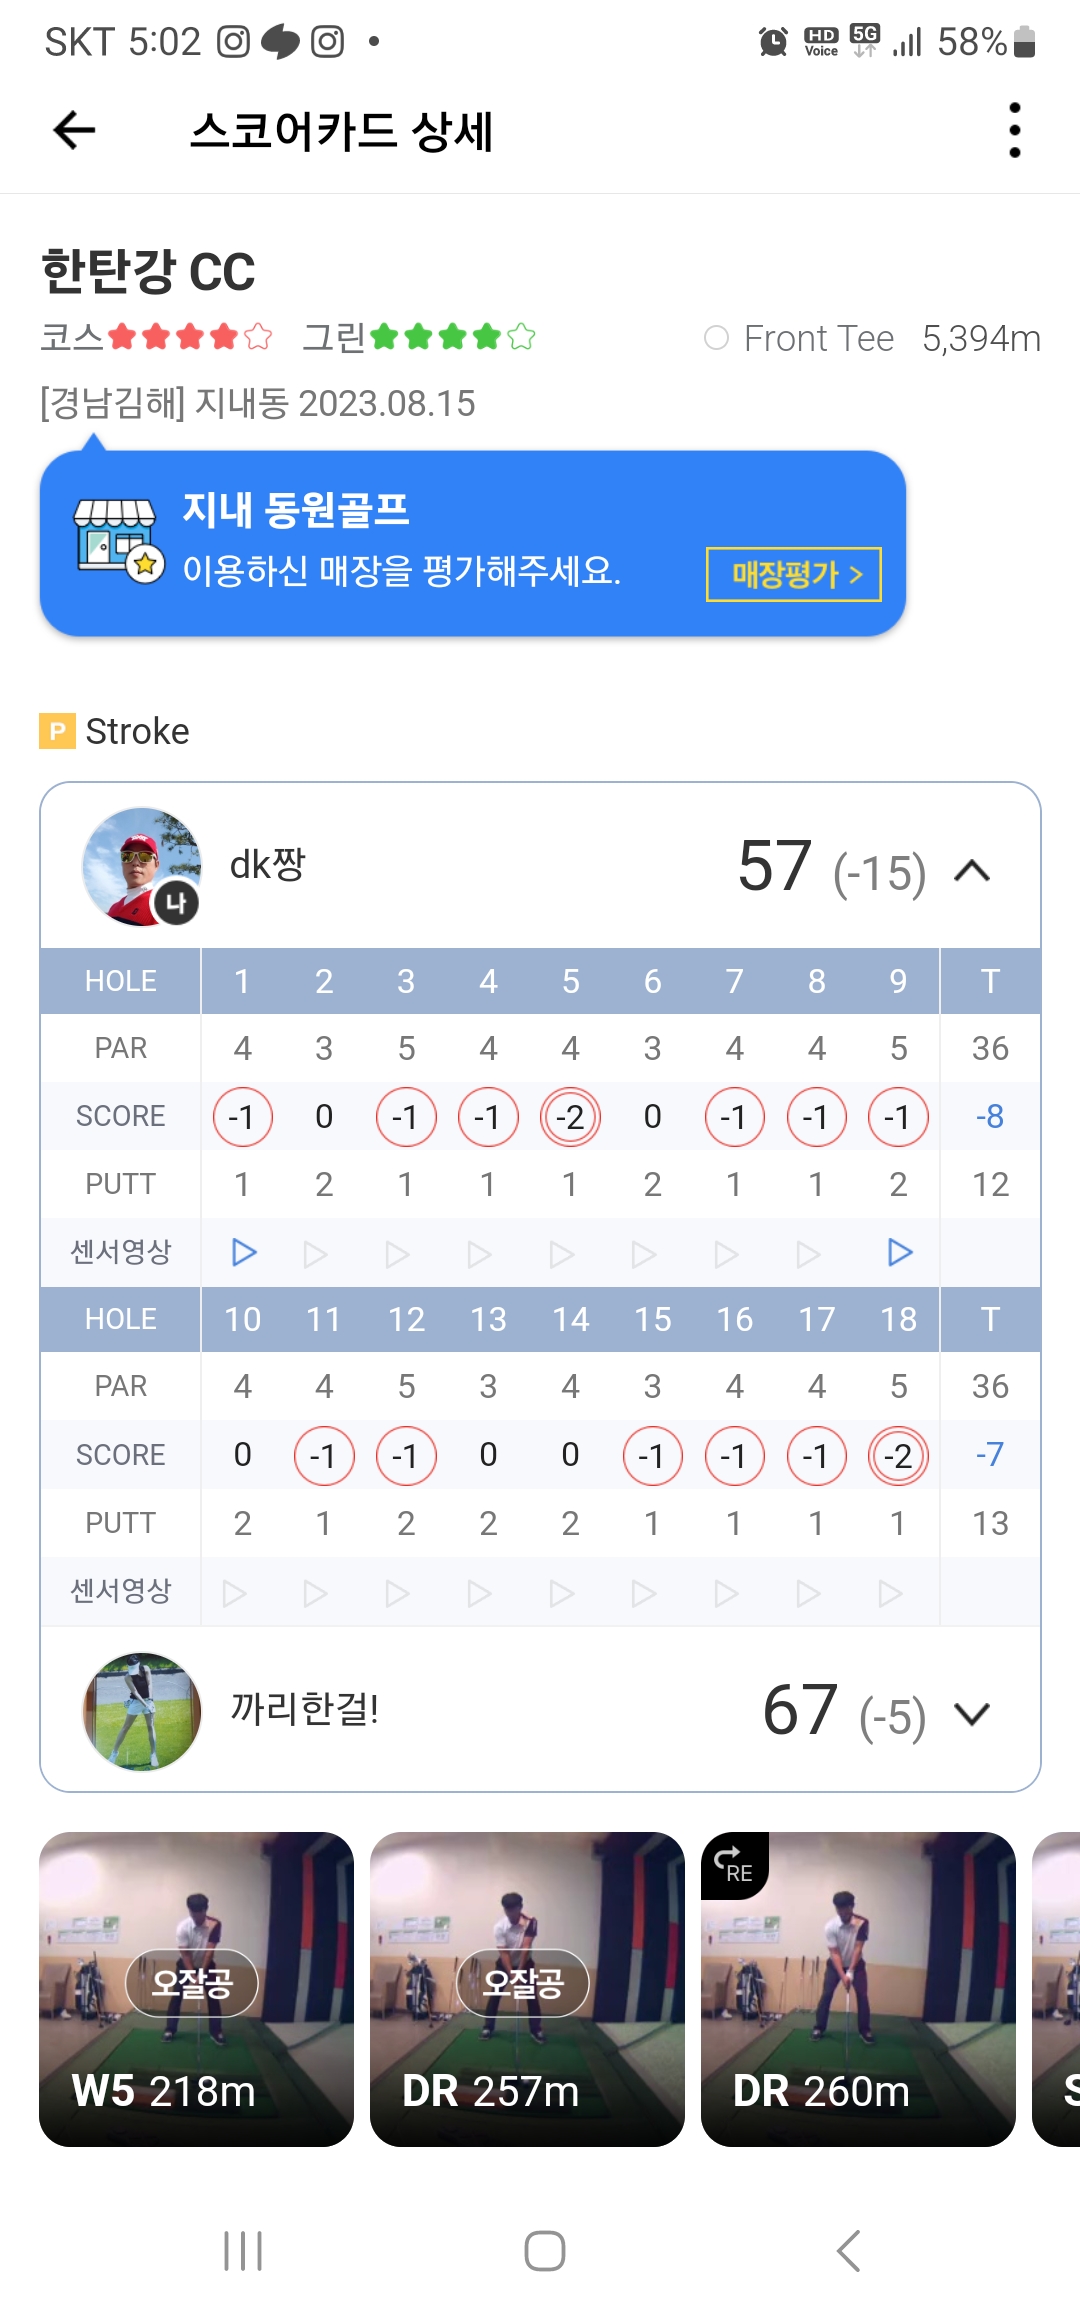 SKT 5:02 HD Voice 5G 58%
스코어카드 상세
한탄강 CC
코스 그린 Front Tee 5,394m
[경남김해] 지내동 2023.08.15
지내 동원골프
이용하신 매장을 평가해주세요.
매장평가 >
P Stroke
dk짱 57 (-15)
나
HOLE 1 2 3 4 5 6 7 8 9 T
PAR 4 3 5 4 4 3 4 4 5 36
SCORE -1 0 -1 -1 -2 0 -1 -1 -1 -8
PUTT 1 2 1 1 1 2 1 1 2 12
센서영상
HOLE 10 11 12 13 14 15 16 17 18 T
PAR 4 4 5 3 4 3 4 4 5 36
SCORE 0 -1 -1 0 0 -1 -1 -1 -2 -7
PUTT 2 1 2 2 2 1 1 1 1 13
센서영상
까리한걸! 67 (-5)
RE
오잘공 오잘공
W5 218m DR 257m DR 260m S